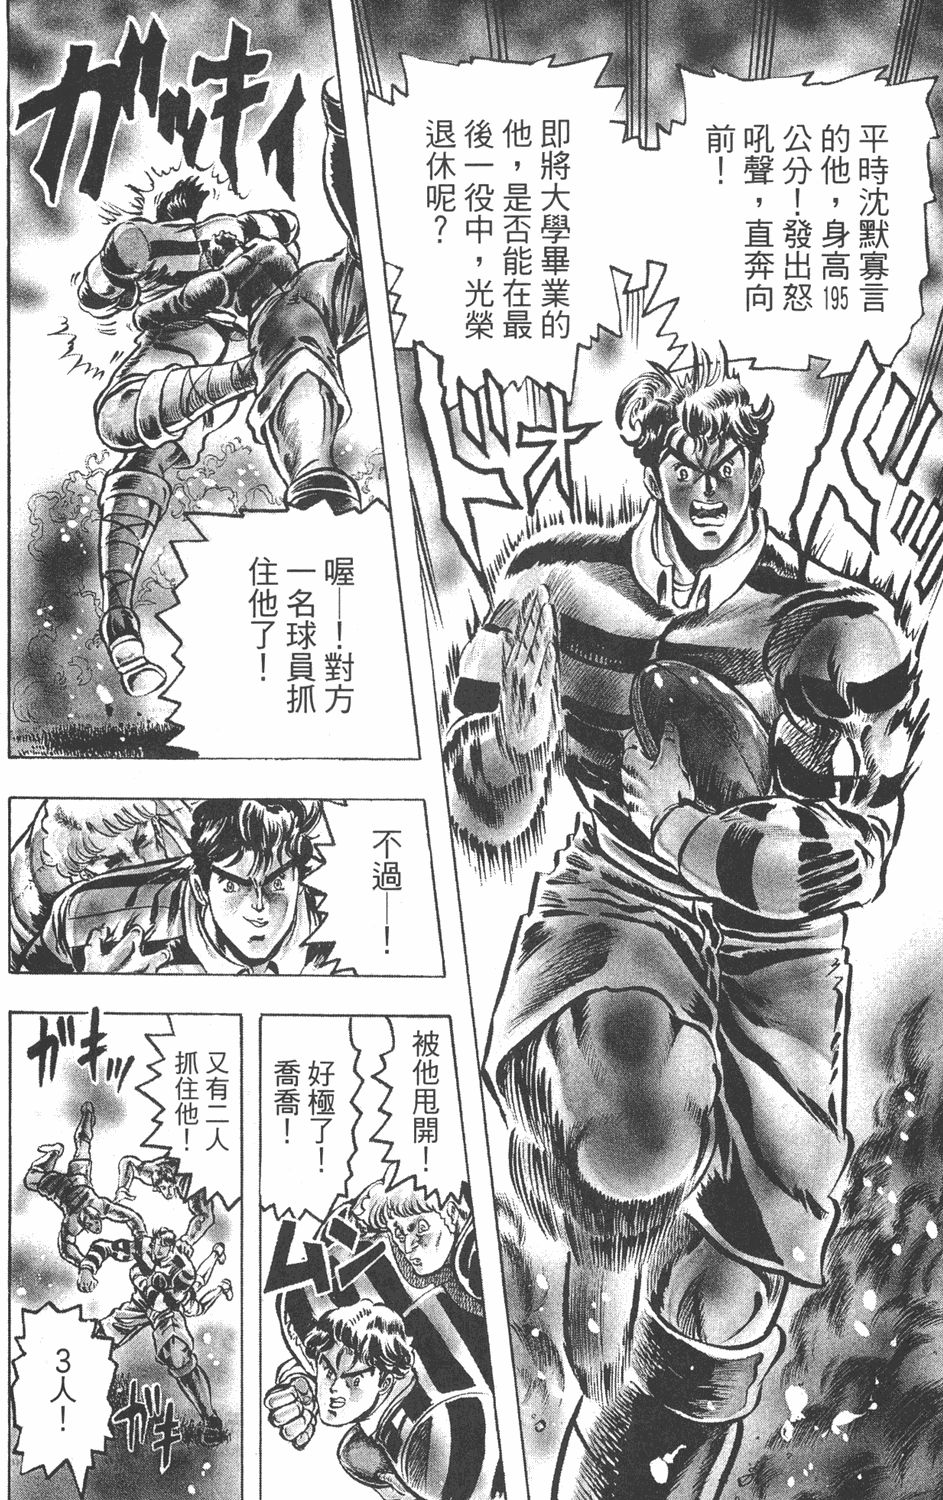 平時沈默寡言
的他，身高195
公分！發出怒
吼聲，直奔向
前！
即將大學畢業的
他，是否能在最
後一役中，光榮
退休呢？
ドドッ
ドオ
ガッキィ
喔──！對方
一名球員抓
住他了！
不過──！
被他甩開！
好極了！
喬喬！
ムン
又有二人
抓住他！
ガキッ
3人！
ガキ